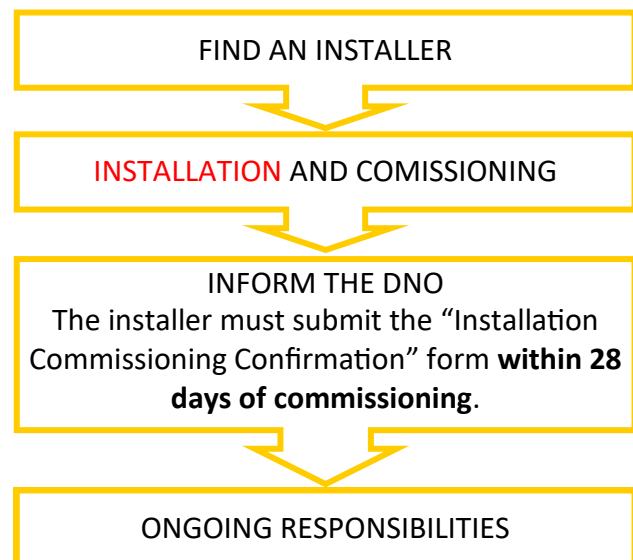 FIND AN INSTALLER
INSTALLATION AND COMISSIONING
INFORM THE DNO
The installer must submit the “Installation
Commissioning Confirmation” form within 28
days of commissioning.
ONGOING RESPONSIBILITIES